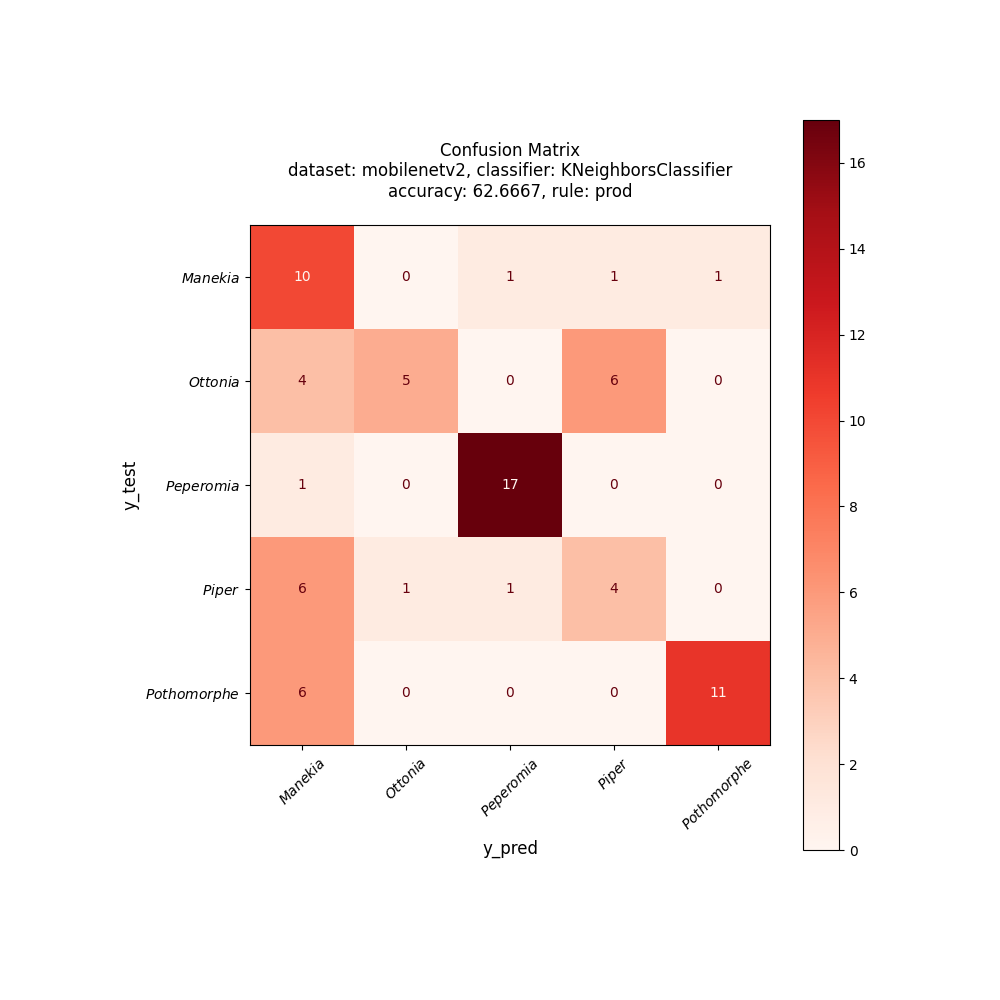 Confusion Matrix
dataset: mobilenetv2, classifier: KNeighborsClassifier
accuracy: 62.6667, rule: prod
y_test
Manekia 10 0 1 1 1
Ottonia 4 5 0 6 0
Peperomia 1 0 17 0 0
Piper 6 1 1 4 0
Pothomorphe 6 0 0 0 11
Manekia Ottonia Peperomia Piper Pothomorphe
y_pred
16
14
12
10
8
6
4
2
0